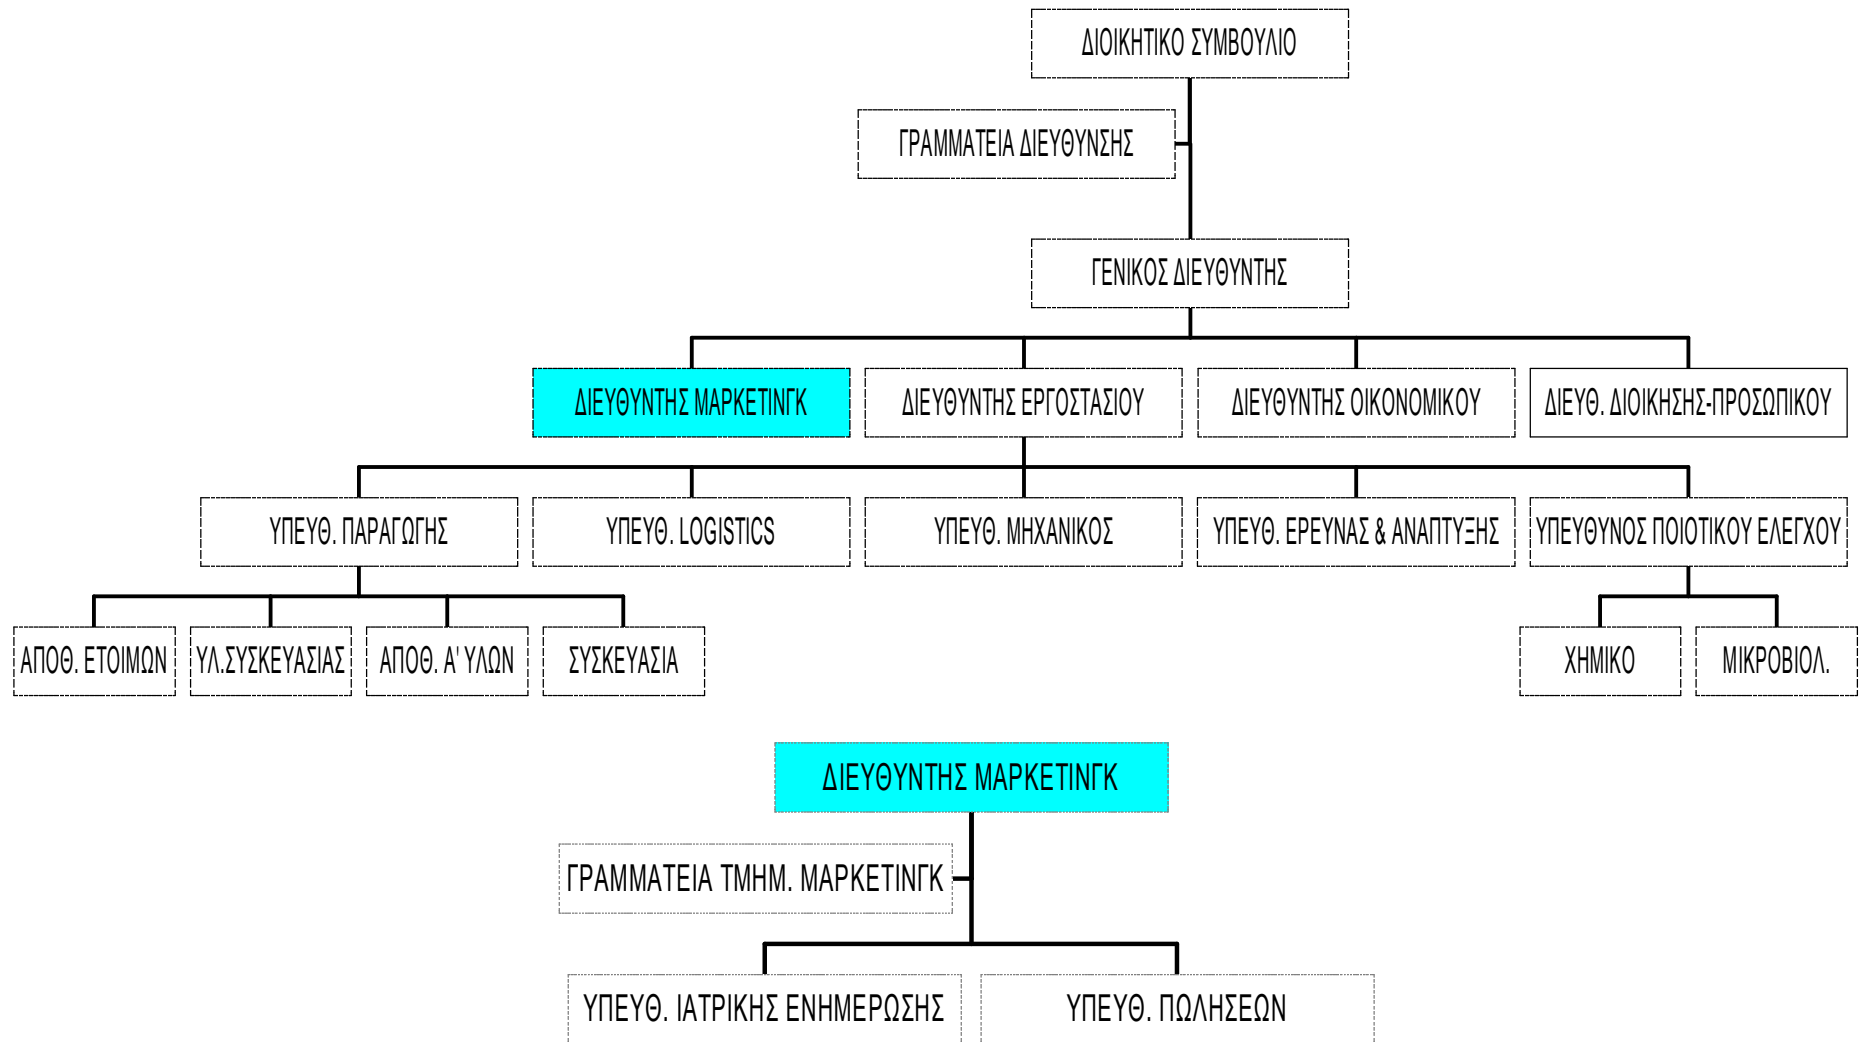 ΔΙΟΙΚΗΤΙΚΟ ΣΥΜΒΟΥΛΙΟ
ΓΡΑΜΜΑΤΕΙΑ ΔΙΕΥΘΥΝΣΗΣ
ΓΕΝΙΚΟΣ ΔΙΕΥΘΥΝΤΗΣ
ΔΙΕΥΘΥΝΤΗΣ ΜΑΡΚΕΤΙΝΓΚ
ΔΙΕΥΘΥΝΤΗΣ ΕΡΓΟΣΤΑΣΙΟΥ
ΔΙΕΥΘΥΝΤΗΣ ΟΙΚΟΝΟΜΙΚΟΥ
ΔΙΕΥΘ. ΔΙΟΙΚΗΣΗΣ-ΠΡΟΣΩΠΙΚΟΥ
ΥΠΕΥΘ. ΠΑΡΑΓΩΓΗΣ
ΥΠΕΥΘ. LOGISTICS
ΥΠΕΥΘ. ΜΗΧΑΝΙΚΟΣ
ΥΠΕΥΘ. ΕΡΕΥΝΑΣ & ΑΝΑΠΤΥΞΗΣ
ΥΠΕΥΘΥΝΟΣ ΠΟΙΟΤΙΚΟΥ ΕΛΕΓΧΟΥ
ΑΠΟΘ. ΕΤΟΙΜΩΝ
ΥΛ.ΣΥΣΚΕΥΑΣΙΑΣ
ΑΠΟΘ. Α' ΥΛΩΝ
ΣΥΣΚΕΥΑΣΙΑ
ΧΗΜΙΚΟ
ΜΙΚΡΟΒΙΟΛ.
ΔΙΕΥΘΥΝΤΗΣ ΜΑΡΚΕΤΙΝΓΚ
ΓΡΑΜΜΑΤΕΙΑ ΤΜΗΜ. ΜΑΡΚΕΤΙΝΓΚ
ΥΠΕΥΘ. ΙΑΤΡΙΚΗΣ ΕΝΗΜΕΡΩΣΗΣ
ΥΠΕΥΘ. ΠΩΛΗΣΕΩΝ